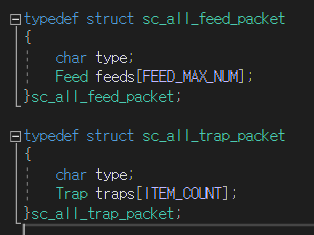 typedef struct sc_all_feed_packet
{
char type;
Feed feeds[FEED_MAX_NUM];
}sc_all_feed_packet;
typedef struct sc_all_trap_packet
{
char type;
Trap traps[ITEM_COUNT];
}sc_all_trap_packet;